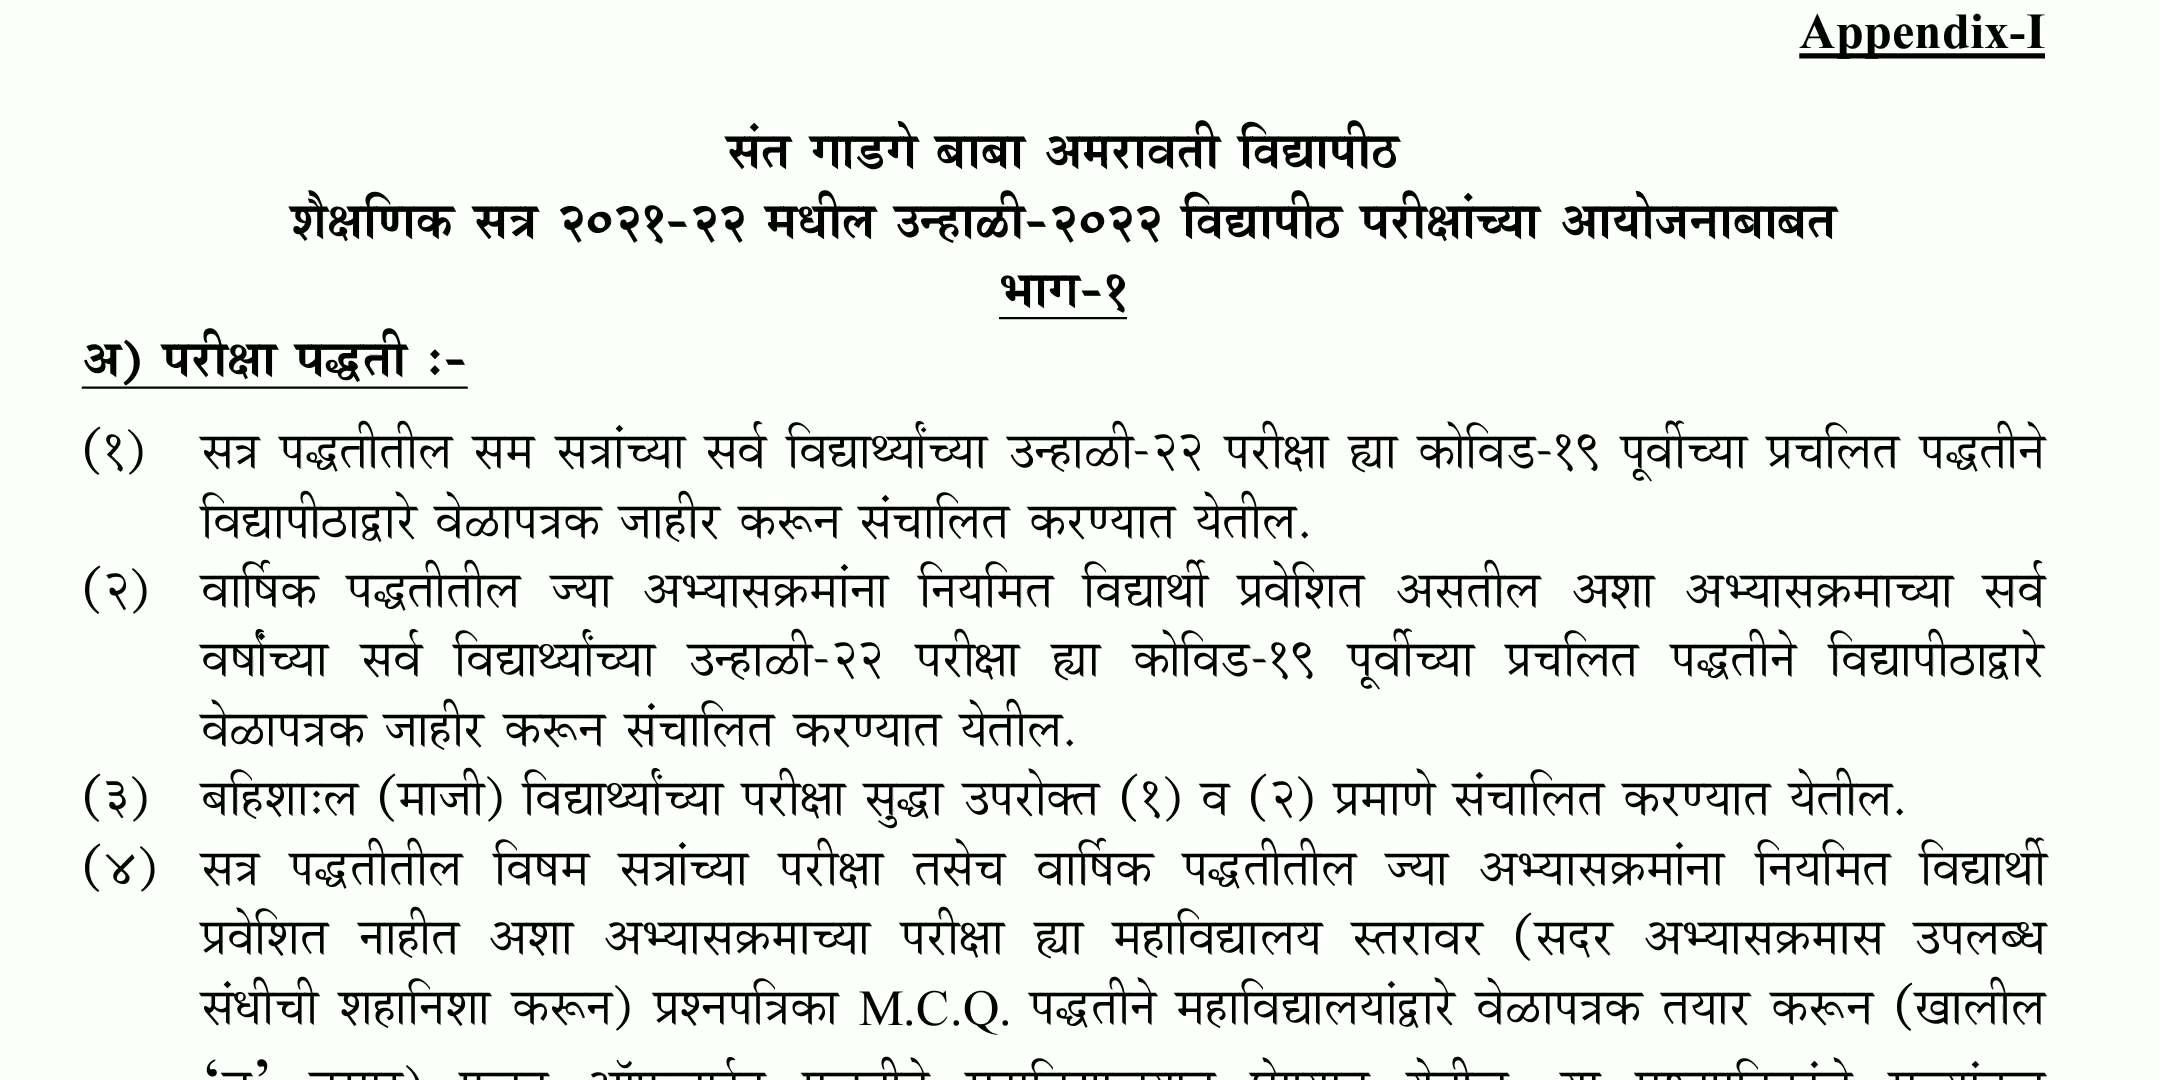 Appendix-I
संत गाडगे बाबा अमरावती विद्यापीठ
शैक्षणिक सत्र २०२१-२२ मधील उन्हाळी-२०२२ विद्यापीठ परीक्षांच्या आयोजनाबाबत
भाग-१
अ) परीक्षा पद्धती :-
(१) सत्र पद्धतीतील सम सत्रांच्या सर्व विद्यार्थ्यांच्या उन्हाळी-२२ परीक्षा ह्या कोविड-१९ पूर्वीच्या प्रचलित पद्धतीने
विद्यापीठाद्वारे वेळापत्रक जाहीर करून संचालित करण्यात येतील.
(२) वार्षिक पद्धतीतील ज्या अभ्यासक्रमांना नियमित विद्यार्थी प्रवेशित असतील अशा अभ्यासक्रमाच्या सर्व
वर्षांच्या सर्व विद्यार्थ्यांच्या उन्हाळी-२२ परीक्षा ह्या कोविड-१९ पूर्वीच्या प्रचलित पद्धतीने विद्यापीठाद्वारे
वेळापत्रक जाहीर करून संचालित करण्यात येतील.
(३) बहिशाःल (माजी) विद्यार्थ्यांच्या परीक्षा सुद्धा उपरोक्त (१) व (२) प्रमाणे संचालित करण्यात येतील.
(४) सत्र पद्धतीतील विषम सत्रांच्या परीक्षा तसेच वार्षिक पद्धतीतील ज्या अभ्यासक्रमांना नियमित विद्यार्थी
प्रवेशित नाहीत अशा अभ्यासक्रमाच्या परीक्षा ह्या महाविद्यालय स्तरावर (सदर अभ्यासक्रमास उपलब्ध
संधीची शहानिशा करून) प्रश्नपत्रिका M.C.Q. पद्धतीने महाविद्यालयांद्वारे वेळापत्रक तयार करून (खालील